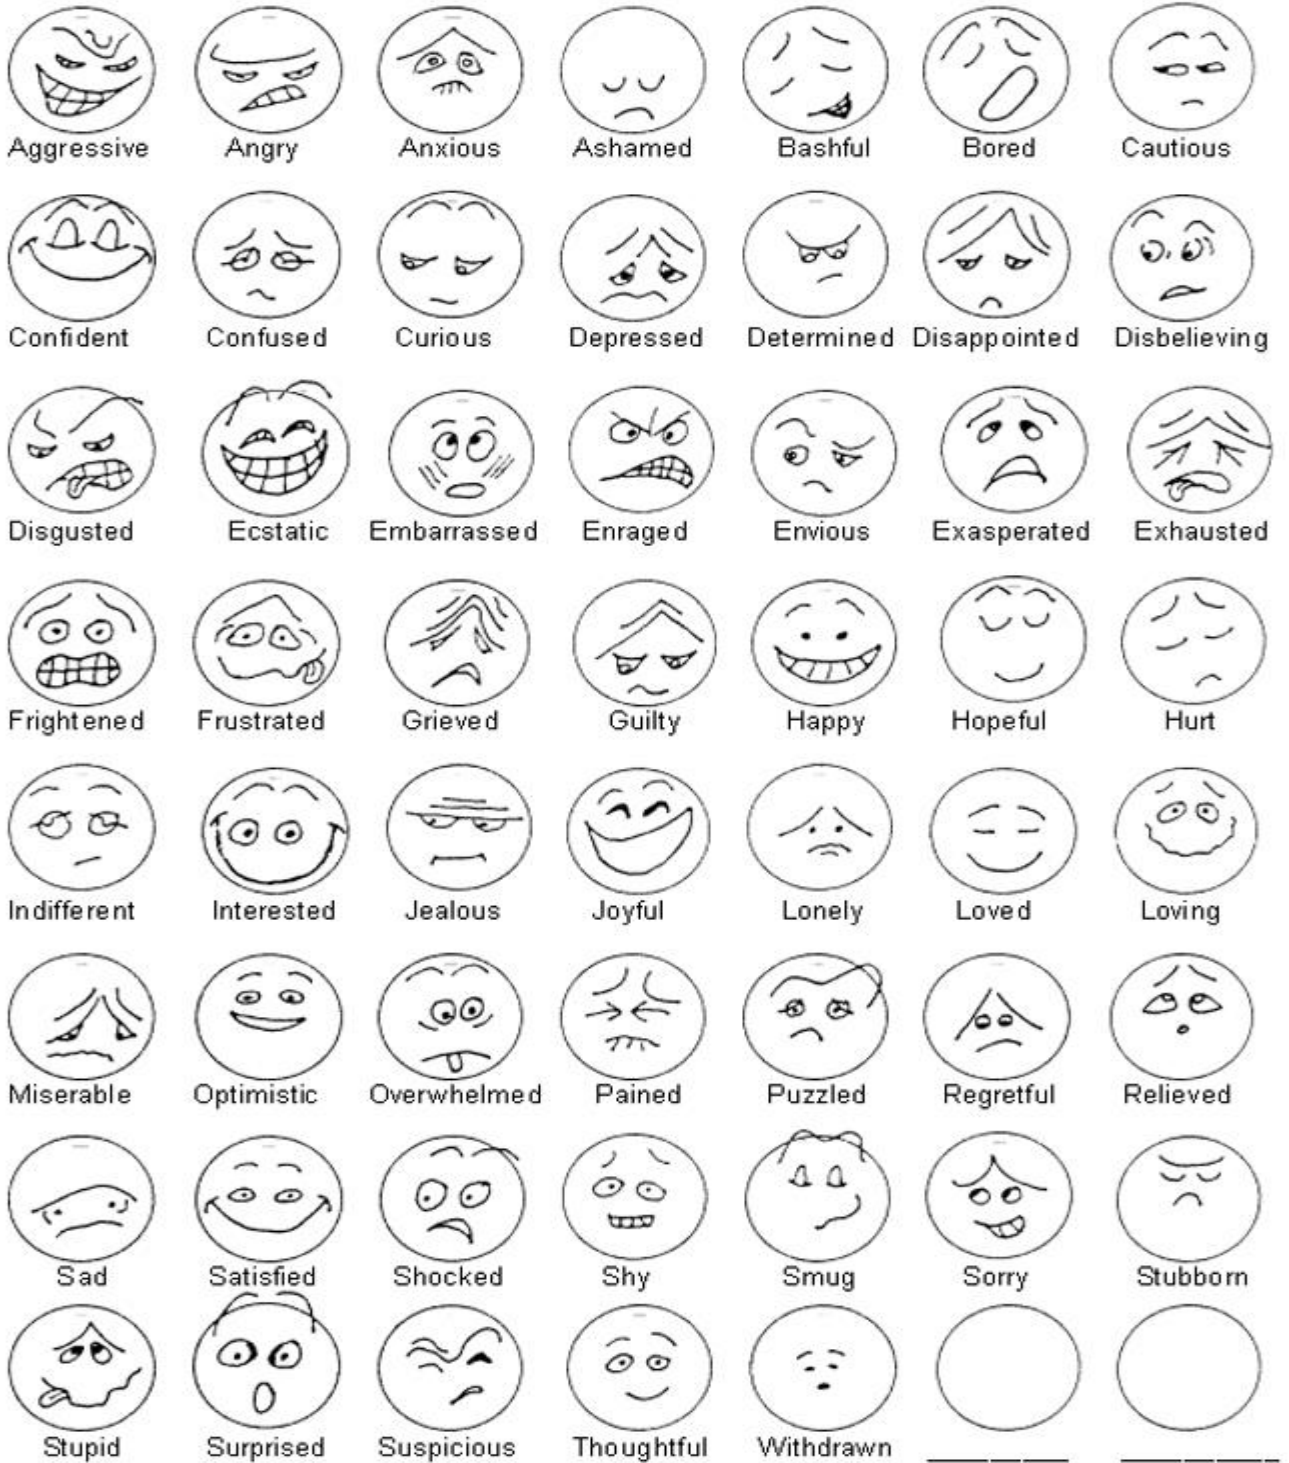 Aggressive Angry Anxious Ashamed Bashful Bored Cautious
Confident Confused Curious Depressed Determined Disappointed Disbelieving
Disgusted Ecstatic Embarrassed Enraged Envious Exasperated Exhausted
Frightened Frustrated Grieved Guilty Happy Hopeful Hurt
Indifferent Interested Jealous Joyful Lonely Loved Loving
Miserable Optimistic Overwhelmed Pained Puzzled Regretful Relieved
Sad Satisfied Shocked Shy Smug Sorry Stubborn
Stupid Surprised Suspicious Thoughtful Withdrawn